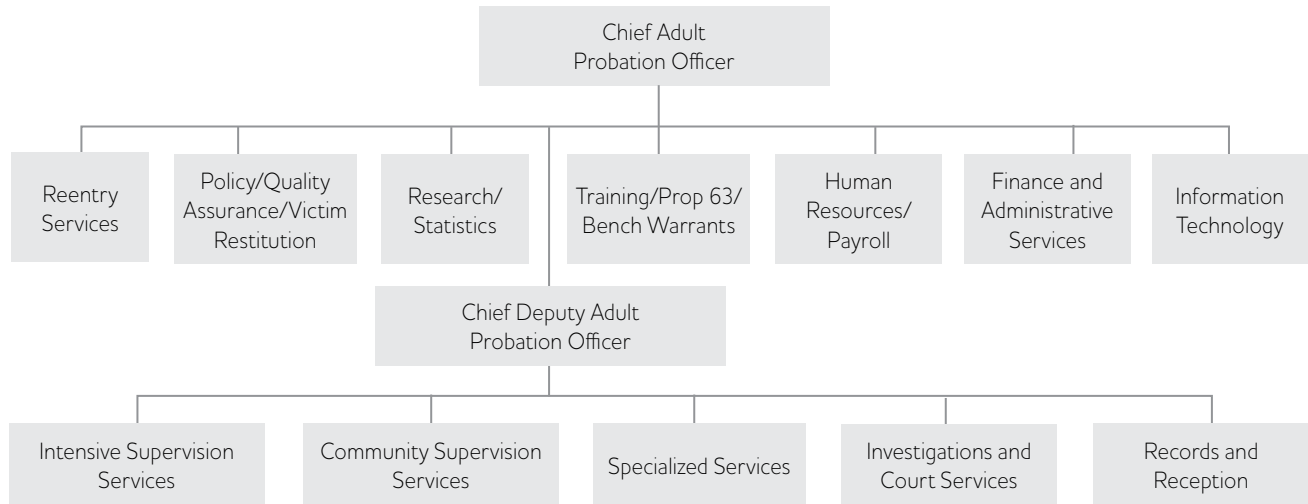 Chief Adult
Probation Officer
Reentry
Services
Policy/Quality
Assurance/Victim
Restitution
Research/
Statistics
Training/Prop 63/
Bench Warrants
Human
Resources/
Payroll
Finance and
Administrative
Services
Information
Technology
Chief Deputy Adult
Probation Officer
Intensive Supervision
Services
Community Supervision
Services
Specialized Services
Investigations and
Court Services
Records and
Reception